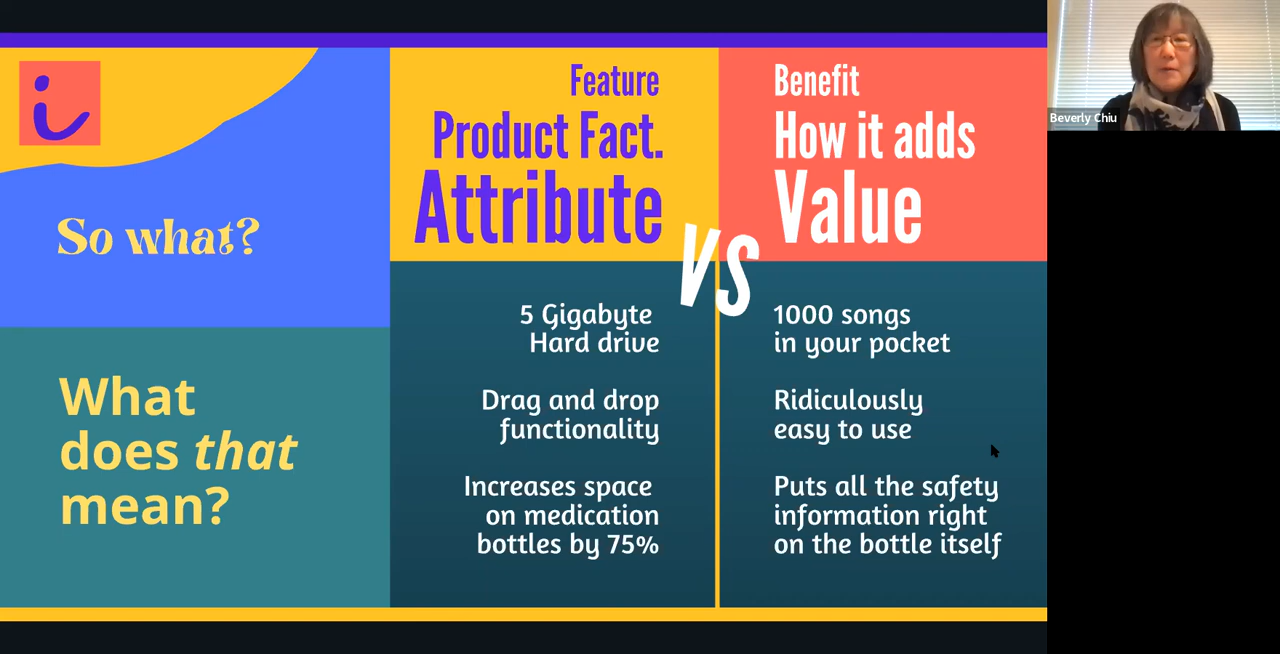 So what?
What
does that
mean?
Feature
Product Fact.
Attribute
vs
Benefit
How it adds
Value
5 Gigabyte
Hard drive
1000 songs
in your pocket
Drag and drop
functionality
Ridiculously
easy to use
Increases space
on medication
bottles by 75%
Puts all the safety
information right
on the bottle itself
Beverly Chiu